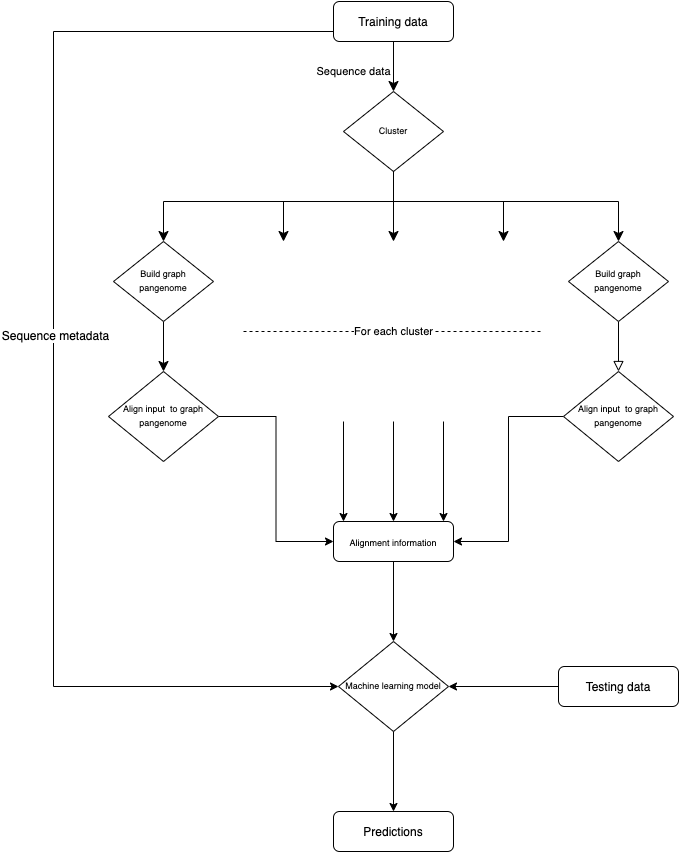 Training data
Sequence data
Cluster
Build graph
pangenome
Build graph
pangenome
For each cluster
Sequence metadata
Align input to graph
pangenome
Align input to graph
pangenome
Alignment information
Machine learning model
Testing data
Predictions